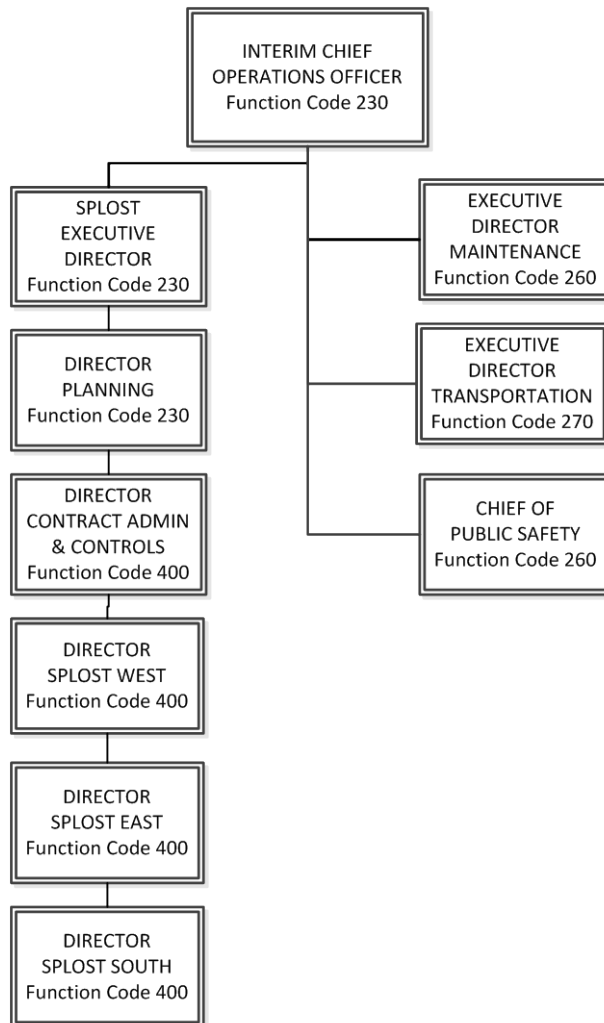 INTERIM CHIEF
OPERATIONS OFFICER
Function Code 230
SPLOST
EXECUTIVE
DIRECTOR
Function Code 230
DIRECTOR
PLANNING
Function Code 230
DIRECTOR
CONTRACT ADMIN
& CONTROLS
Function Code 400
DIRECTOR
SPLOST WEST
Function Code 400
DIRECTOR
SPLOST EAST
Function Code 400
DIRECTOR
SPLOST SOUTH
Function Code 400
EXECUTIVE
DIRECTOR
MAINTENANCE
Function Code 260
EXECUTIVE
DIRECTOR
TRANSPORTATION
Function Code 270
CHIEF OF
PUBLIC SAFETY
Function Code 260